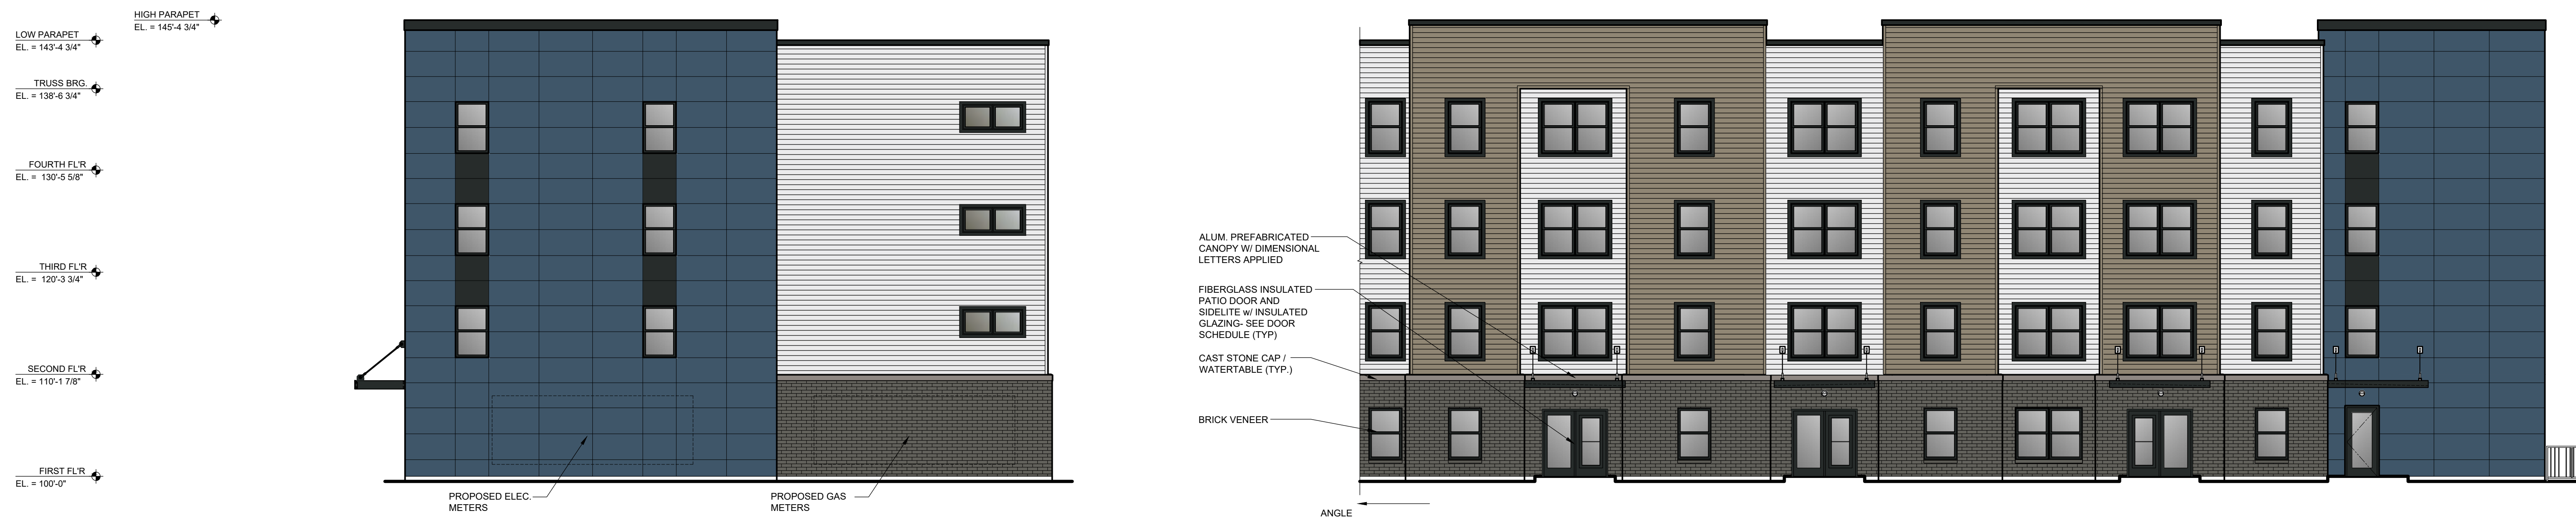 HIGH PARAPET
EL. = 145'-4 3/4"
LOW PARAPET
EL. = 143'-4 3/4"
TRUSS BRG.
EL. = 138'-6 3/4"
FOURTH FL'R
EL. = 130'-5 5/8"
THIRD FL'R
EL. = 120'-3 3/4"
SECOND FL'R
EL. = 110'-1 7/8"
FIRST FL'R
EL. = 100'-0"
PROPOSED ELEC.
METERS
PROPOSED GAS
METERS
ALUM. PREFABRICATED
CANOPY W/ DIMENSIONAL
LETTERS APPLIED
FIBERGLASS INSULATED
PATIO DOOR AND
SIDELITE w/ INSULATED
GLAZING- SEE DOOR
SCHEDULE (TYP)
CAST STONE CAP /
WATERTABLE (TYP.)
BRICK VENEER
ANGLE